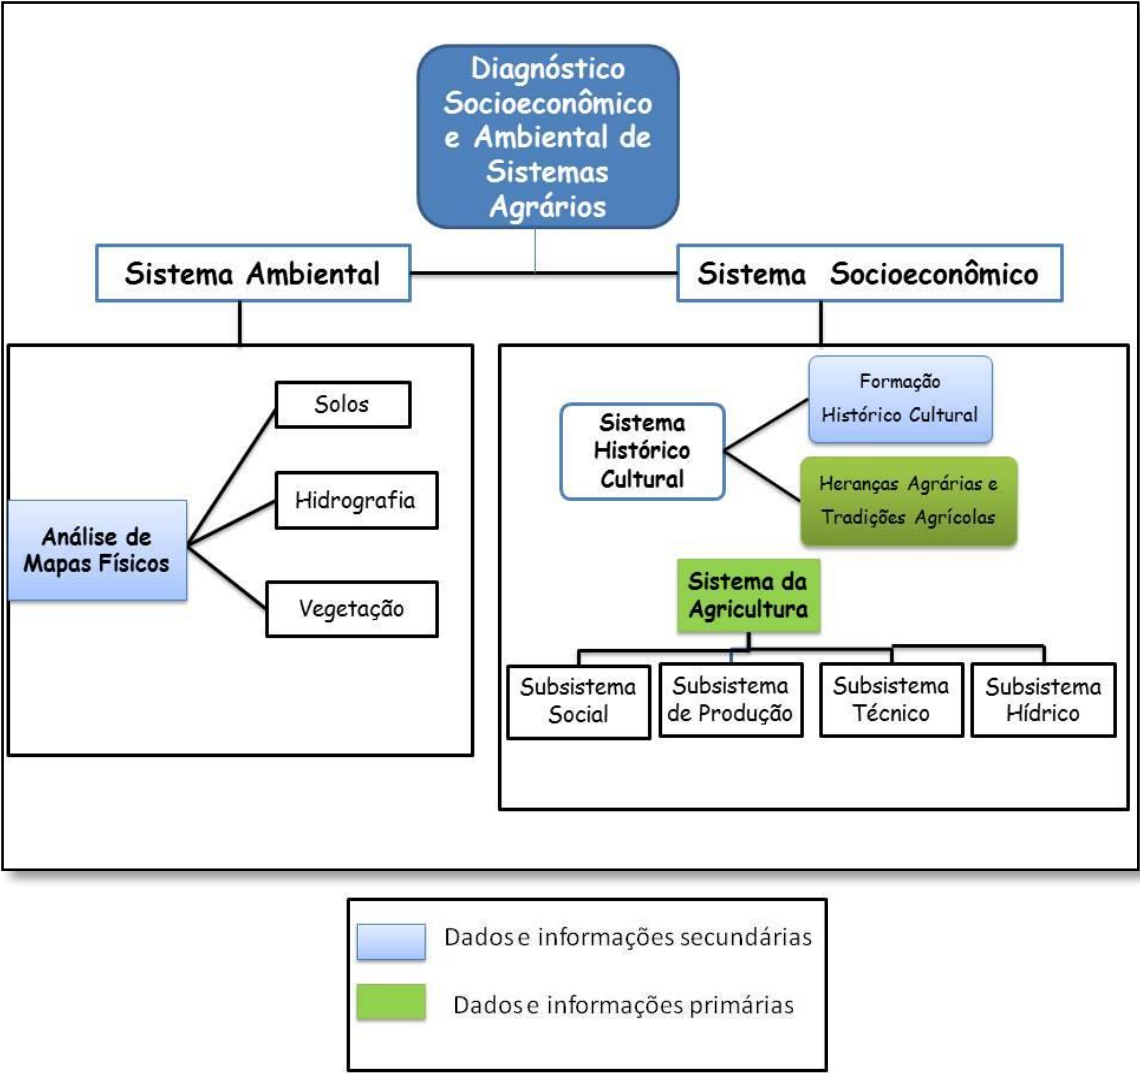 Diagnóstico
Socioeconômico
e Ambiental de
Sistemas
Agrários
Sistema Ambiental
Sistema Socioeconômico
Solos
Hidrografia
Vegetação
Análise de
Mapas Físicos
Formação
Histórico Cultural
Sistema
Histórico
Cultural
Heranças Agrárias e
Tradições Agrícolas
Sistema da
Agricultura
Subsistema
Social
Subsistema
de Produção
Subsistema
Técnico
Subsistema
Hídrico
Dados e informações secundárias
Dados e informações primárias